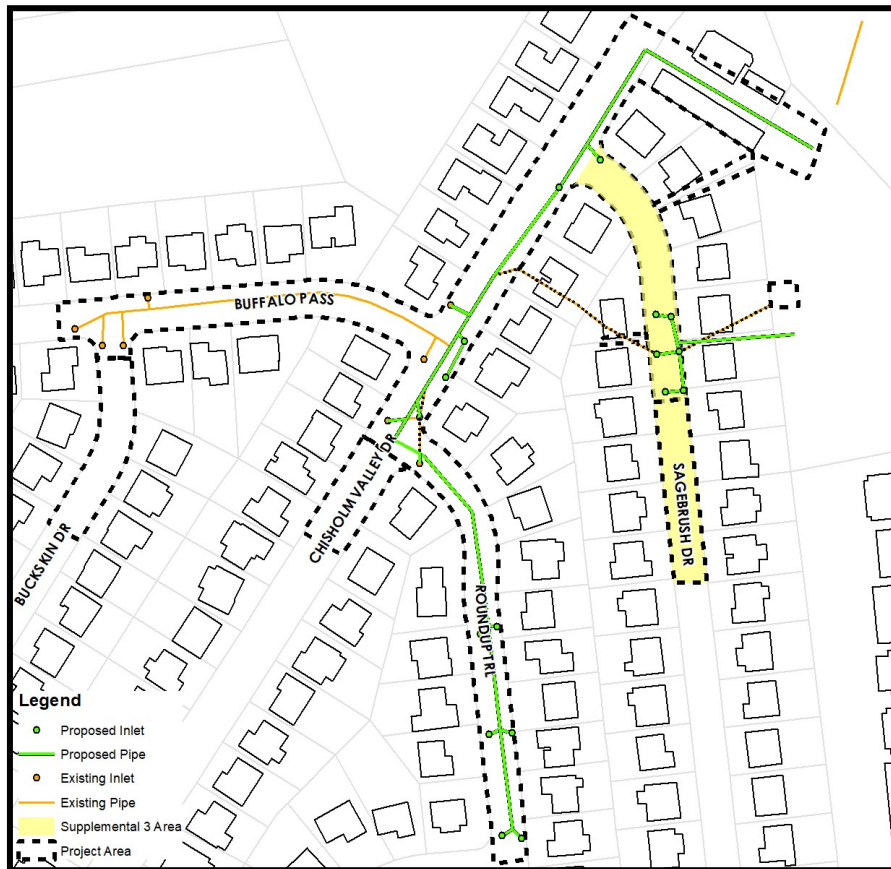 BUFFALO PASS
CHISHOLM VALLEY DR
SAGEBRUSH DR
BUCKSKIN DR
ROUNDUP TRL
Legend
Proposed Inlet
Proposed Pipe
Existing Inlet
Existing Pipe
Supplemental 3 Area
Project Area